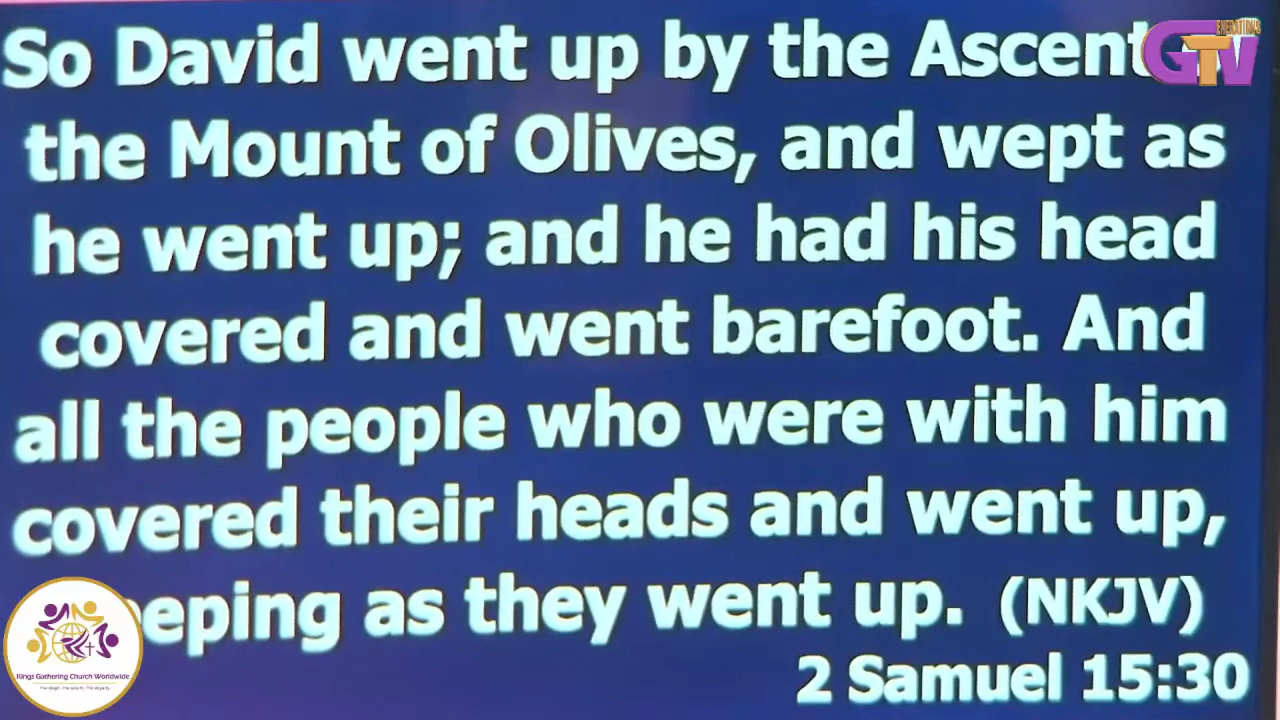 So David went up by the Ascent
the Mount of Olives, and wept as
he went up; and he had his head
covered and went barefoot. And
all the people who were with him
covered their heads and went up,
eeping as they went up. (NKJV)
2 Samuel 15:30
GTV
ENERATIONS
Kings Gathering Church Worldwide